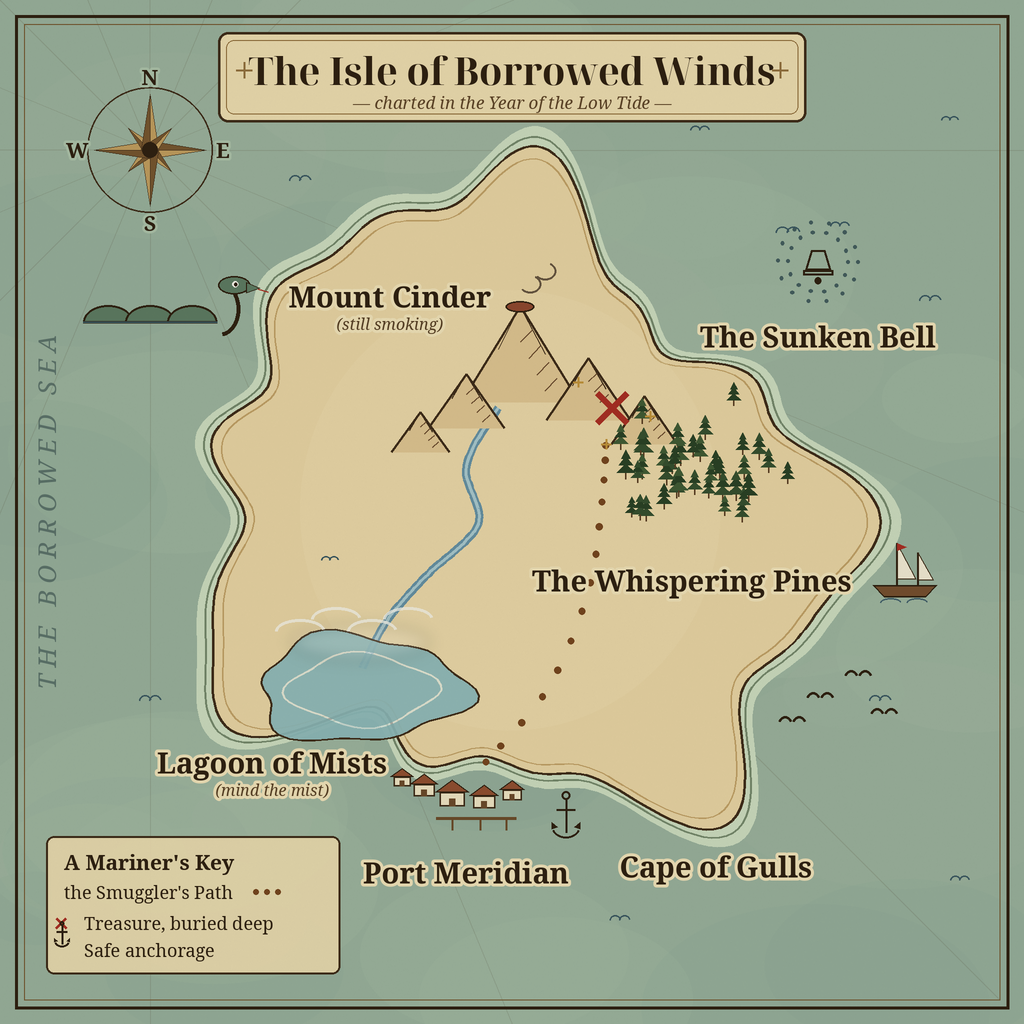 The Isle of Borrowed Winds
— charted in the Year of the Low Tide —
N
W
E
S
Mount Cinder
(still smoking)
The Sunken Bell
THE BORROWED SEA
The Whispering Pines
Lagoon of Mists
(mind the mist)
Port Meridian
Cape of Gulls
A Mariner's Key
the Smuggler's Path
Treasure, buried deep
Safe anchorage